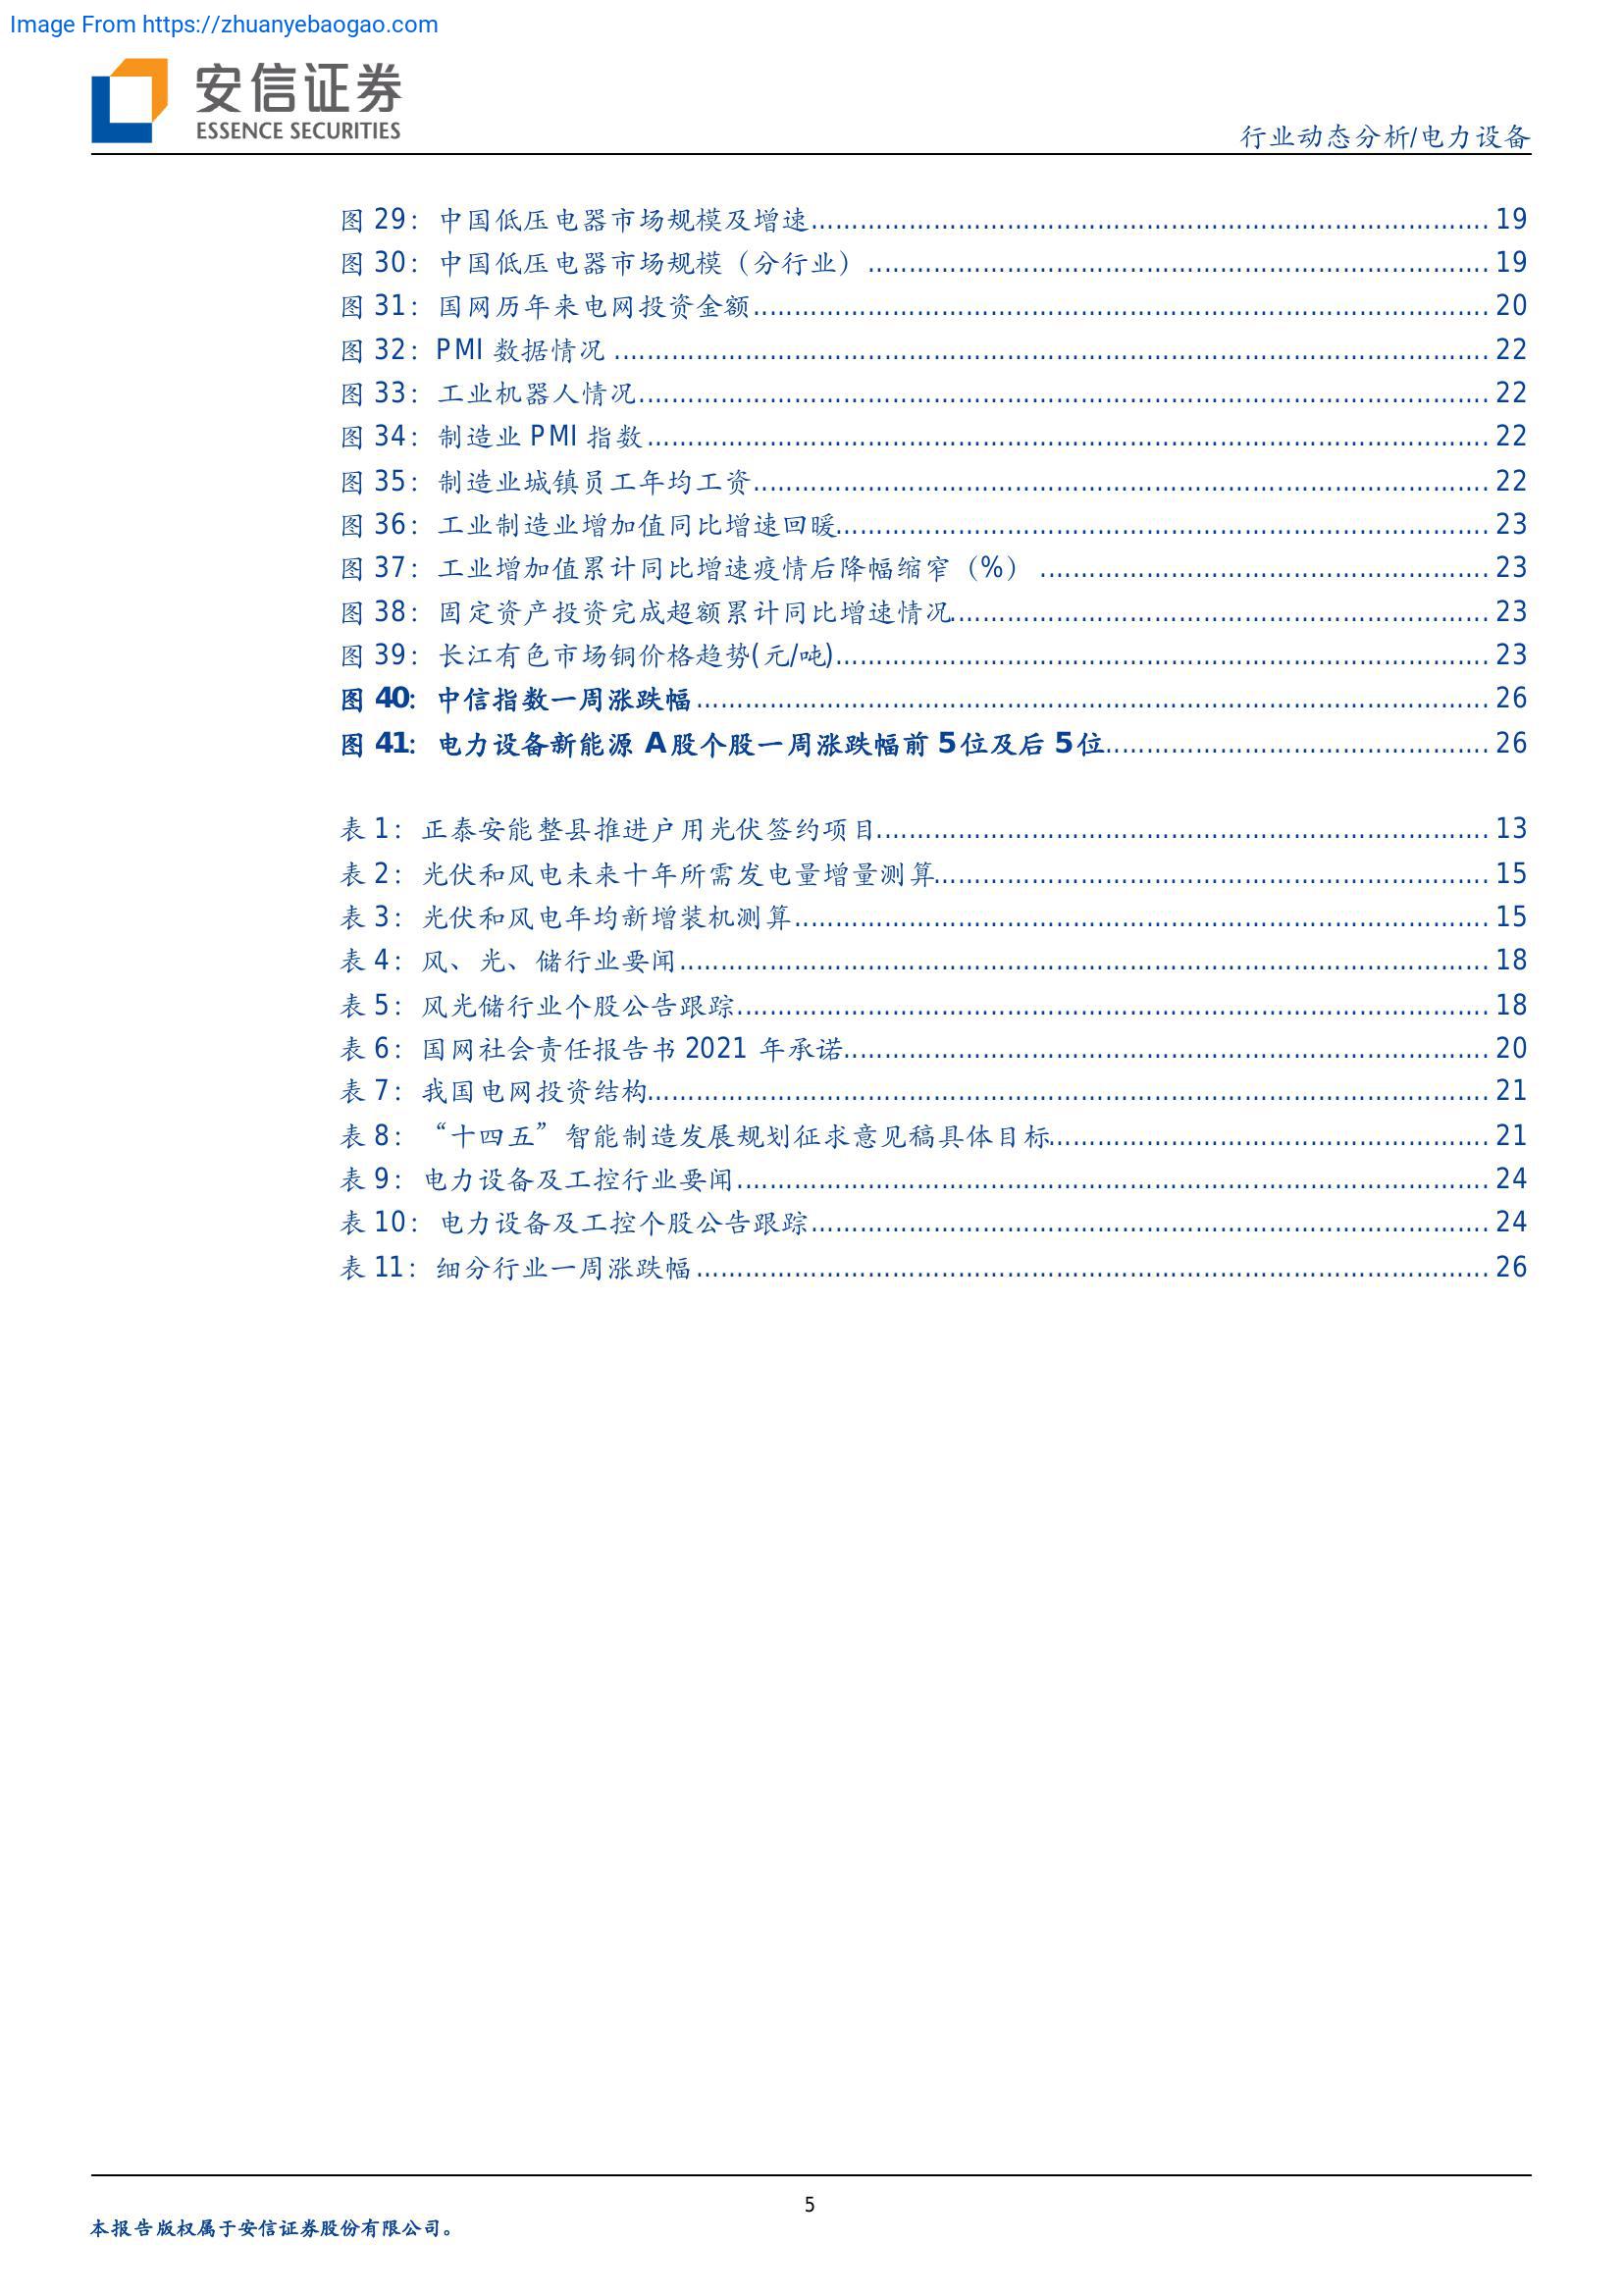 Image From https://zhuanyebaogao.com
安信证券
ESSENCE SECURITIES
行业动态分析/电力设备
图 29：中国低压电器市场规模及增速 19
图 30：中国低压电器市场规模（分行业） 19
图 31：国网历年来电网投资金额 20
图 32：PMI 数据情况 22
图 33：工业机器人情况 22
图 34：制造业 PMI 指数 22
图 35：制造业城镇员工年均工资 22
图 36：工业制造业增加值同比增速回暖 23
图 37：工业增加值累计同比增速疫情后降幅缩窄（%） 23
图 38：固定资产投资完成超额累计同比增速情况 23
图 39：长江有色市场铜价格趋势(元/吨) 23
图 40：中信指数一周涨跌幅 26
图 41：电力设备新能源 A 股个股一周涨跌幅前 5 位及后 5 位 26
表 1：正泰安能整县推进户用光伏签约项目 13
表 2：光伏和风电未来十年所需发电量增量测算 15
表 3：光伏和风电年均新增装机测算 15
表 4：风、光、储行业要闻 18
表 5：风光储行业个股公告跟踪 18
表 6：国网社会责任报告书 2021 年承诺 20
表 7：我国电网投资结构 21
表 8：“十四五”智能制造发展规划征求意见稿具体目标 21
表 9：电力设备及工控行业要闻 24
表 10：电力设备及工控个股公告跟踪 24
表 11：细分行业一周涨跌幅 26
5
本报告版权属于安信证券股份有限公司。